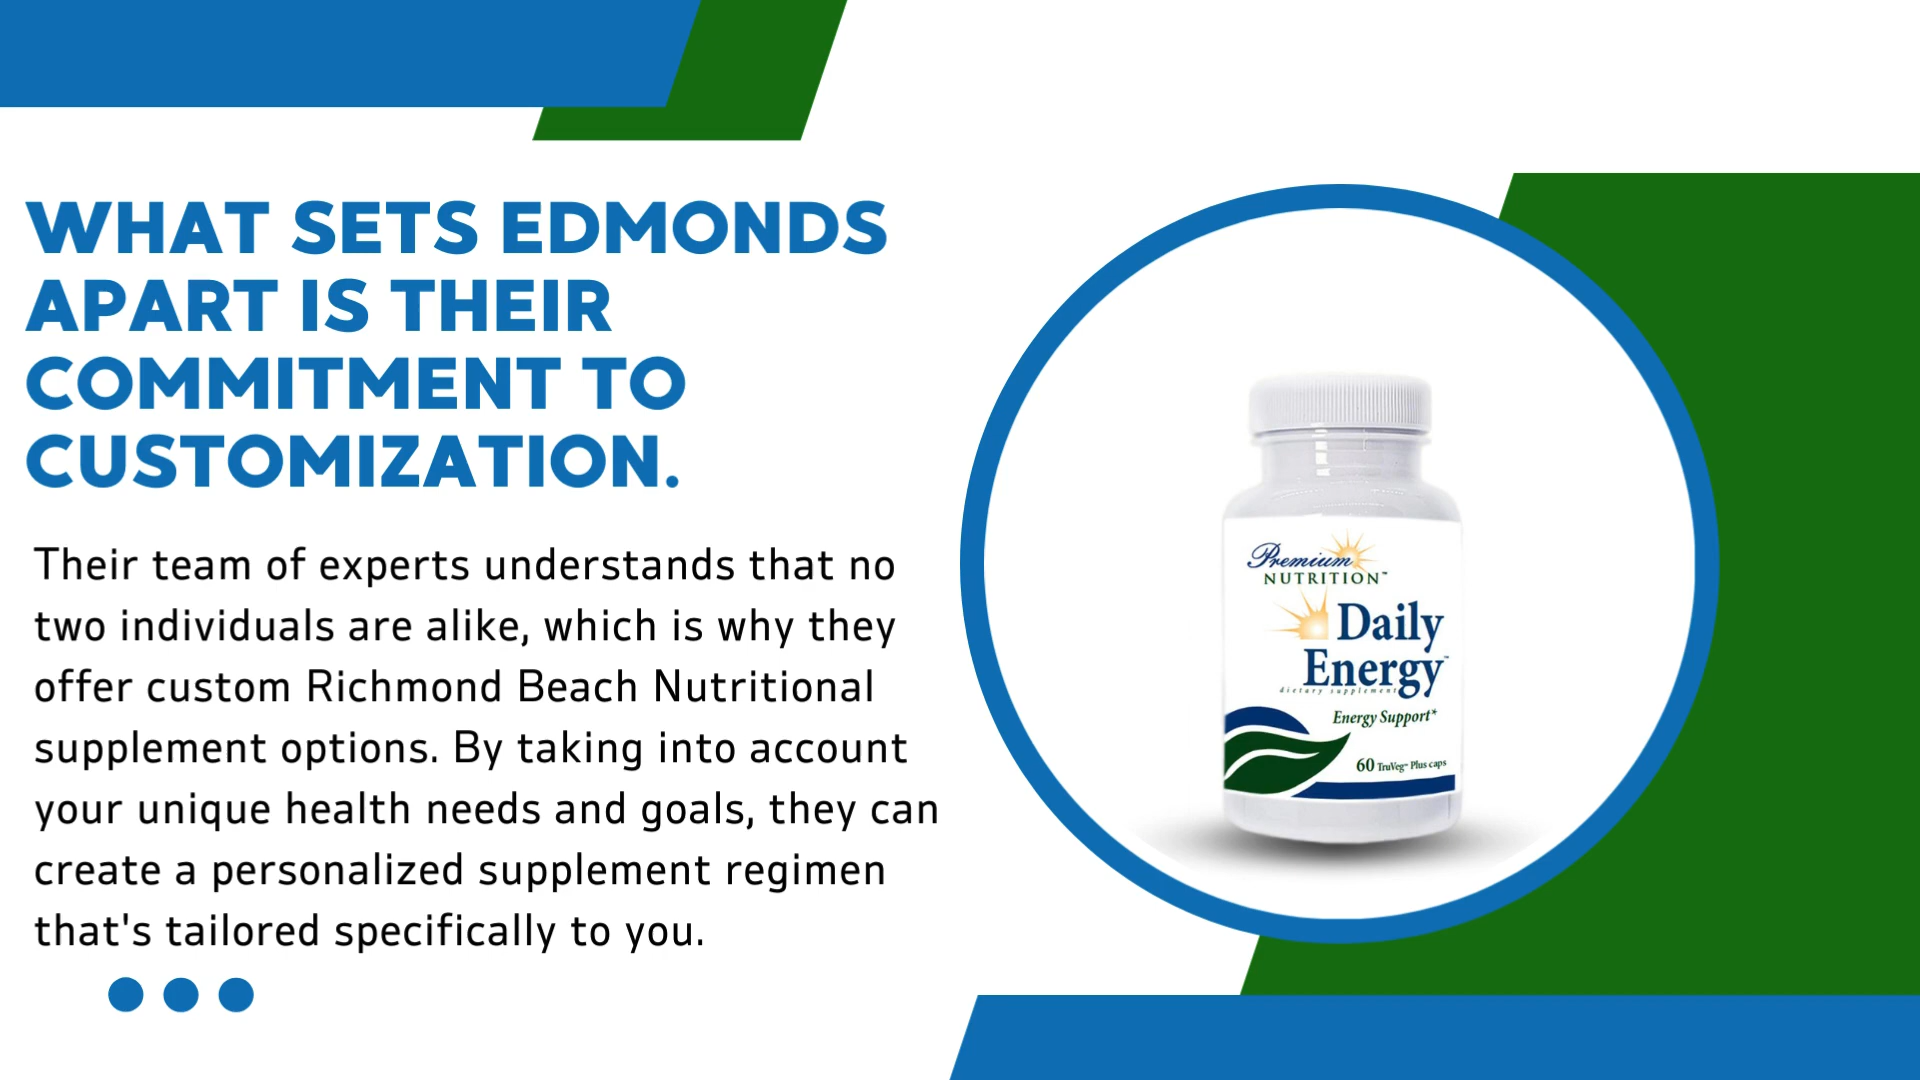 WHAT SETS EDMONDS
APART IS THEIR
COMMITMENT TO
CUSTOMIZATION.
Their team of experts understands that no
two individuals are alike, which is why they
offer custom Richmond Beach Nutritional
supplement options. By taking into account
your unique health needs and goals, they can
create a personalized supplement regimen
that's tailored specifically to you.
Premium
NUTRITION™
Daily
Energy™
dietary supplement
Energy Support*
60 TruVeg™ Plus caps